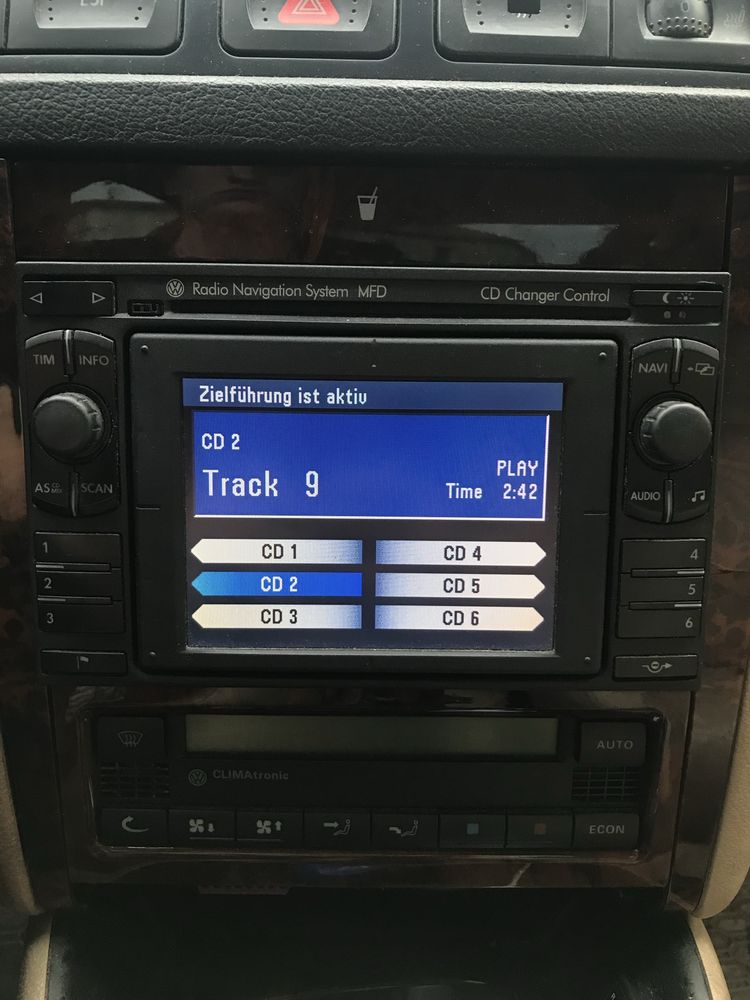 Radio Navigation System MFD
CD Changer Control
TIM
INFO
NAVI
Zielführung ist aktiv
CD 2
PLAY
Track 9
Time 2:42
AS
SCAN
AUDIO
CD 1
CD 4
CD 2
CD 5
CD 3
CD 6
1
2
3
4
5
6
AUTO
CLIMAtronic
ECON